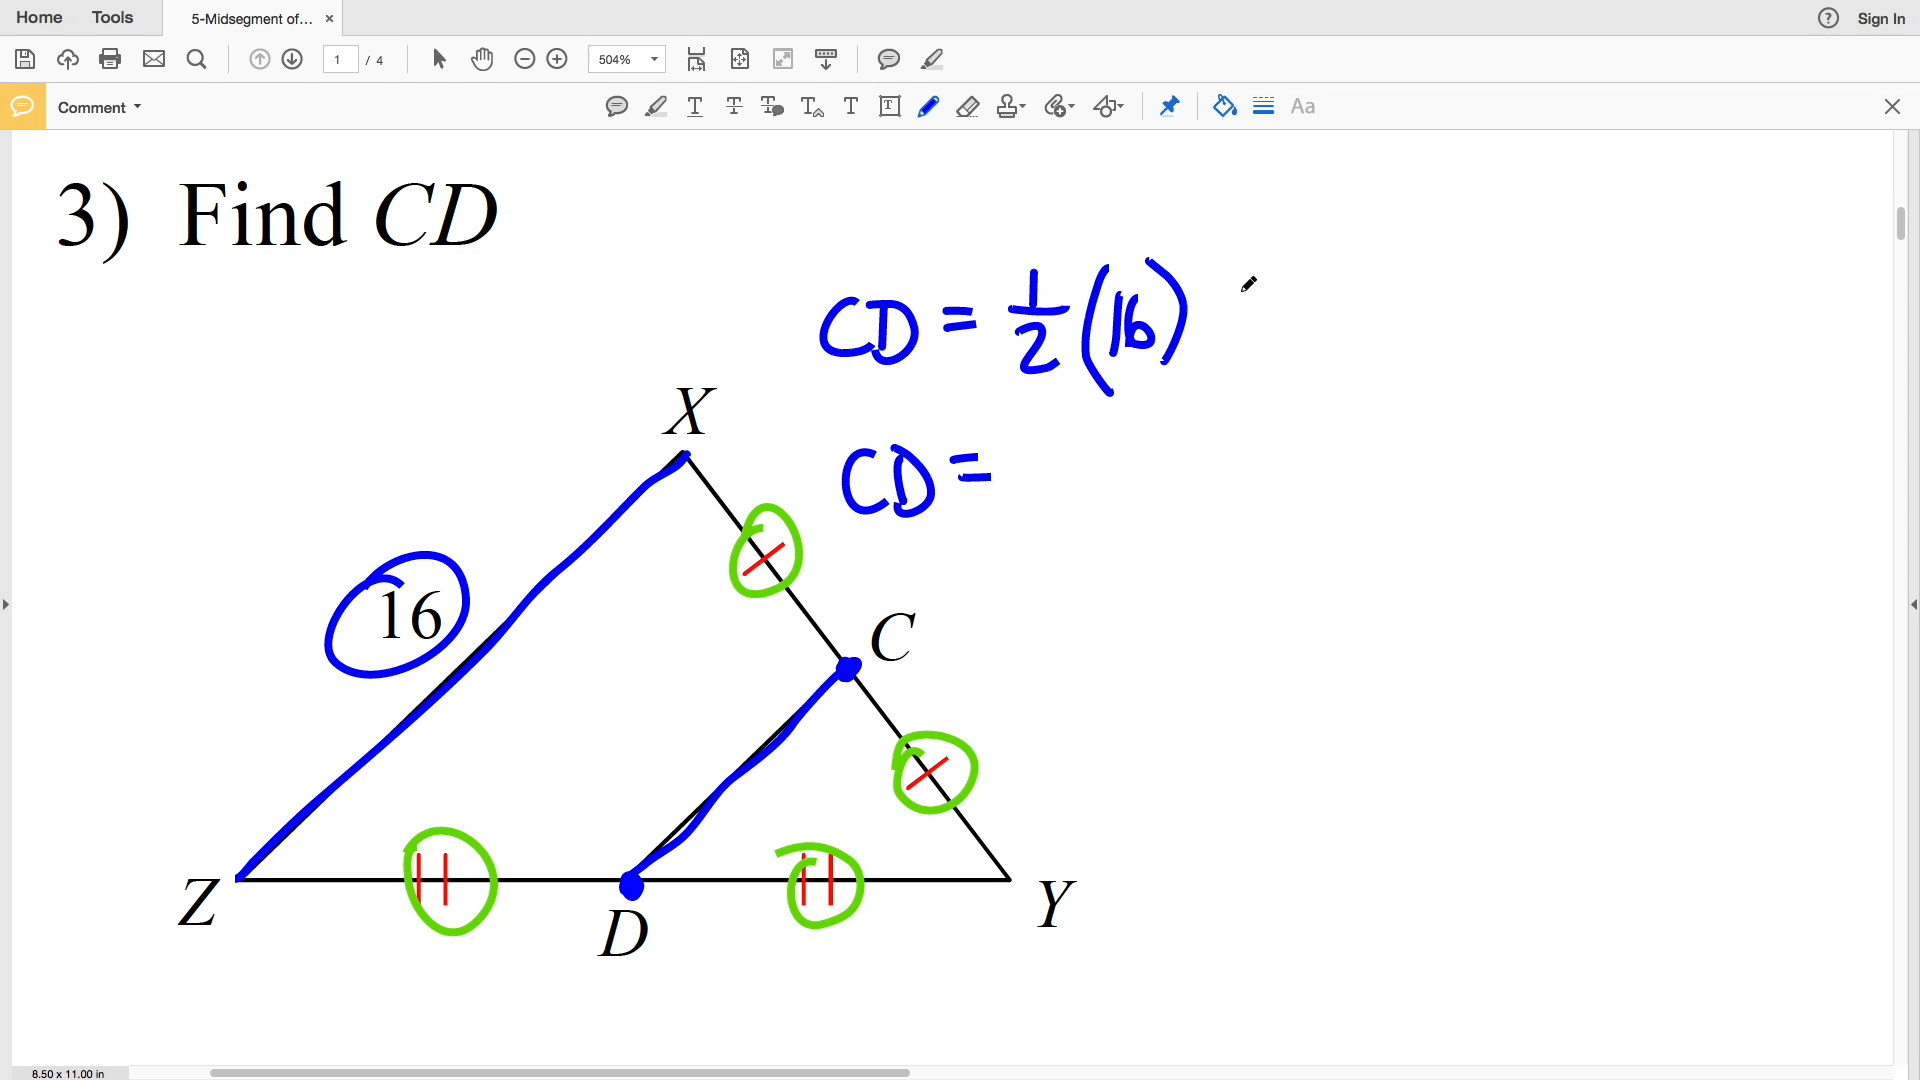 Home Tools 5-Midsegment of... × ? Sign In
1 / 4 504%
Comment T T T T T T Aa
3) Find CD
CD = 1/2 (16)
X
CD =
16
C
Z
D
Y
8.50 x 11.00 in